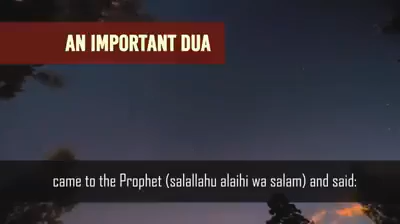 AN IMPORTANT DUA
came to the Prophet (salallahu alaihi wa salam) and said: